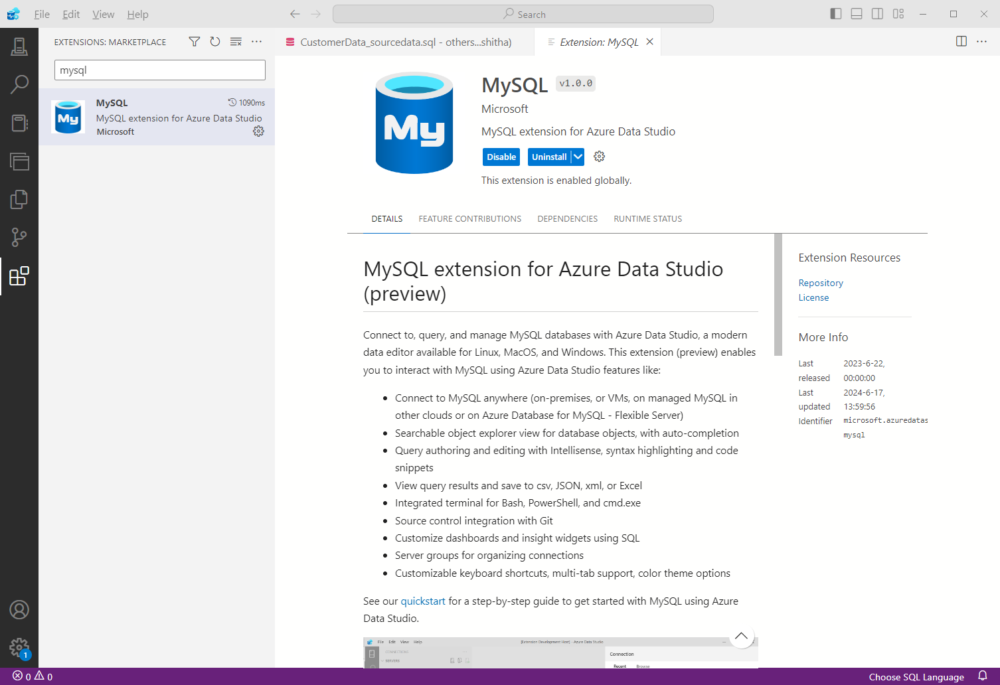 File Edit View Help
Search
EXTENSIONS: MARKETPLACE
mysql
MySQL
1090ms
MySQL extension for Azure Data Studio
Microsoft
CustomerData_sourcedata.sql - others...shitha)
Extension: MySQL
My
MySQL v1.0.0
Microsoft
MySQL extension for Azure Data Studio
Disable Uninstall
This extension is enabled globally.
DETAILS FEATURE CONTRIBUTIONS DEPENDENCIES RUNTIME STATUS
MySQL extension for Azure Data Studio
(preview)
Connect to, query, and manage MySQL databases with Azure Data Studio, a modern
data editor available for Linux, MacOS, and Windows. This extension (preview) enables
you to interact with MySQL using Azure Data Studio features like:
• Connect to MySQL anywhere (on-premises, or VMs, on managed MySQL in
other clouds or on Azure Database for MySQL - Flexible Server)
• Searchable object explorer view for database objects, with auto-completion
• Query authoring and editing with Intellisense, syntax highlighting and code
snippets
• View query results and save to csv, JSON, xml, or Excel
• Integrated terminal for Bash, PowerShell, and cmd.exe
• Source control integration with Git
• Customize dashboards and insight widgets using SQL
• Server groups for organizing connections
• Customizable keyboard shortcuts, multi-tab support, color theme options
See our quickstart for a step-by-step guide to get started with MySQL using Azure
Data Studio.
File Edit View Help
[Extension Development Host] - Azure Data Studio
CONNECTIONS
SERVERS
Connection
Recent Browse
Extension Resources
Repository
License
More Info
Last 2023-6-22,
released 00:00:00
Last 2024-6-17,
updated 13:59:56
Identifier microsoft.azuredatas
mysql
My
1
0 0
Choose SQL Language